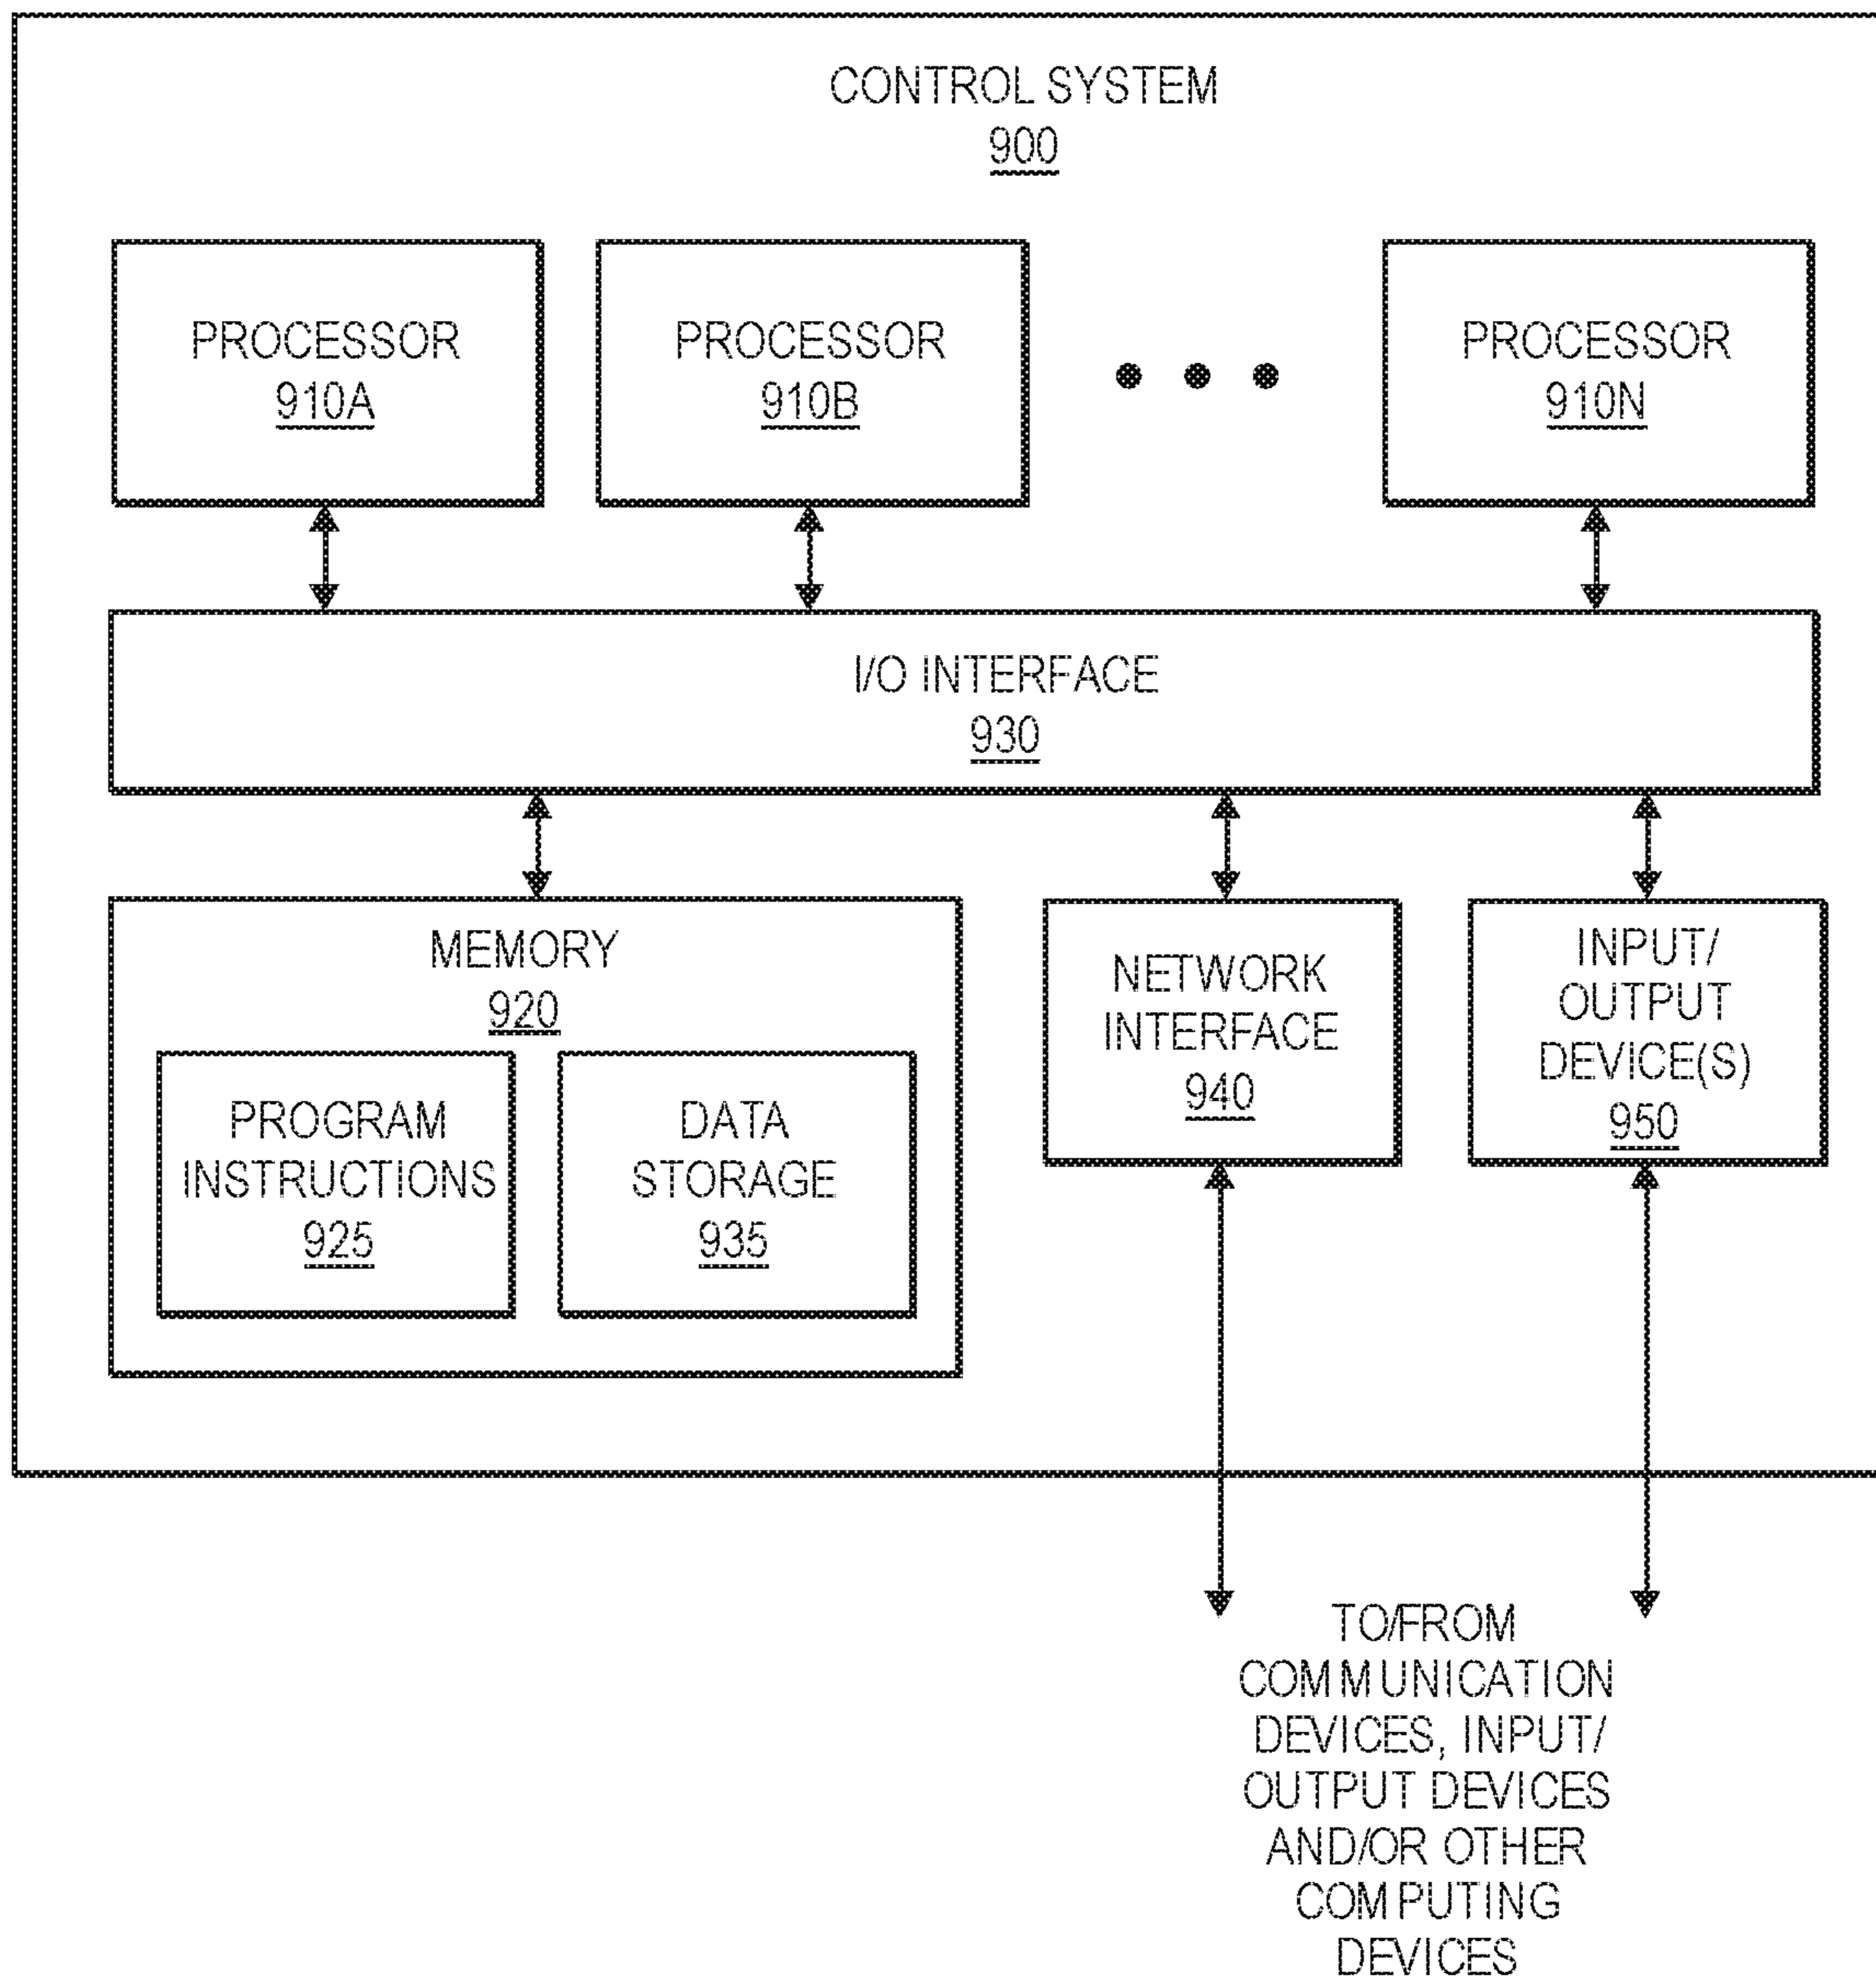 CONTROL SYSTEM
900
PROCESSOR
910A
PROCESSOR
910B
PROCESSOR
910N
I/O INTERFACE
930
MEMORY
920
PROGRAM
INSTRUCTIONS
925
DATA
STORAGE
935
NETWORK
INTERFACE
940
INPUT/
OUTPUT
DEVICE(S)
950
TO/FROM
COMMUNICATION
DEVICES, INPUT/
OUTPUT DEVICES
AND/OR OTHER
COMPUTING
DEVICES